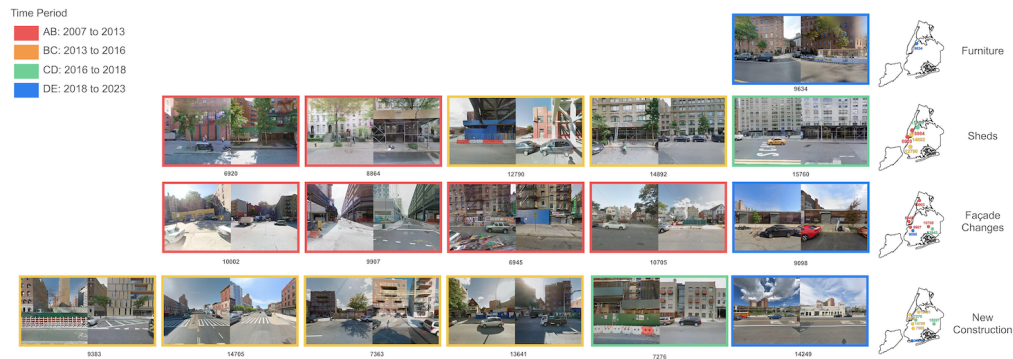 Time Period
AB: 2007 to 2013
BC: 2013 to 2016
CD: 2016 to 2018
DE: 2018 to 2023
9634
Furniture
6920
8864
12790
14892
15760
Sheds
10002
9907
6945
10705
9098
Façade
Changes
9383
14705
7363
13641
7276
14249
New
Construction